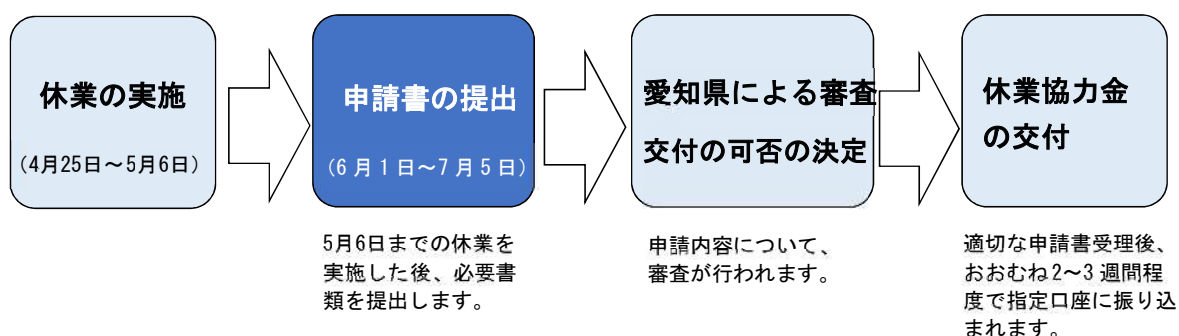 休業の実施
（4月25日～5月6日）
申請書の提出
（6月1日～7月5日）
愛知県による審査
交付の可否の決定
休業協力金
の交付
5月6日までの休業を
実施した後、必要書
類を提出します。
申請内容について、
審査が行われます。
適切な申請書受理後、
おおむね2～3週間程
度で指定口座に振り込
まれます。